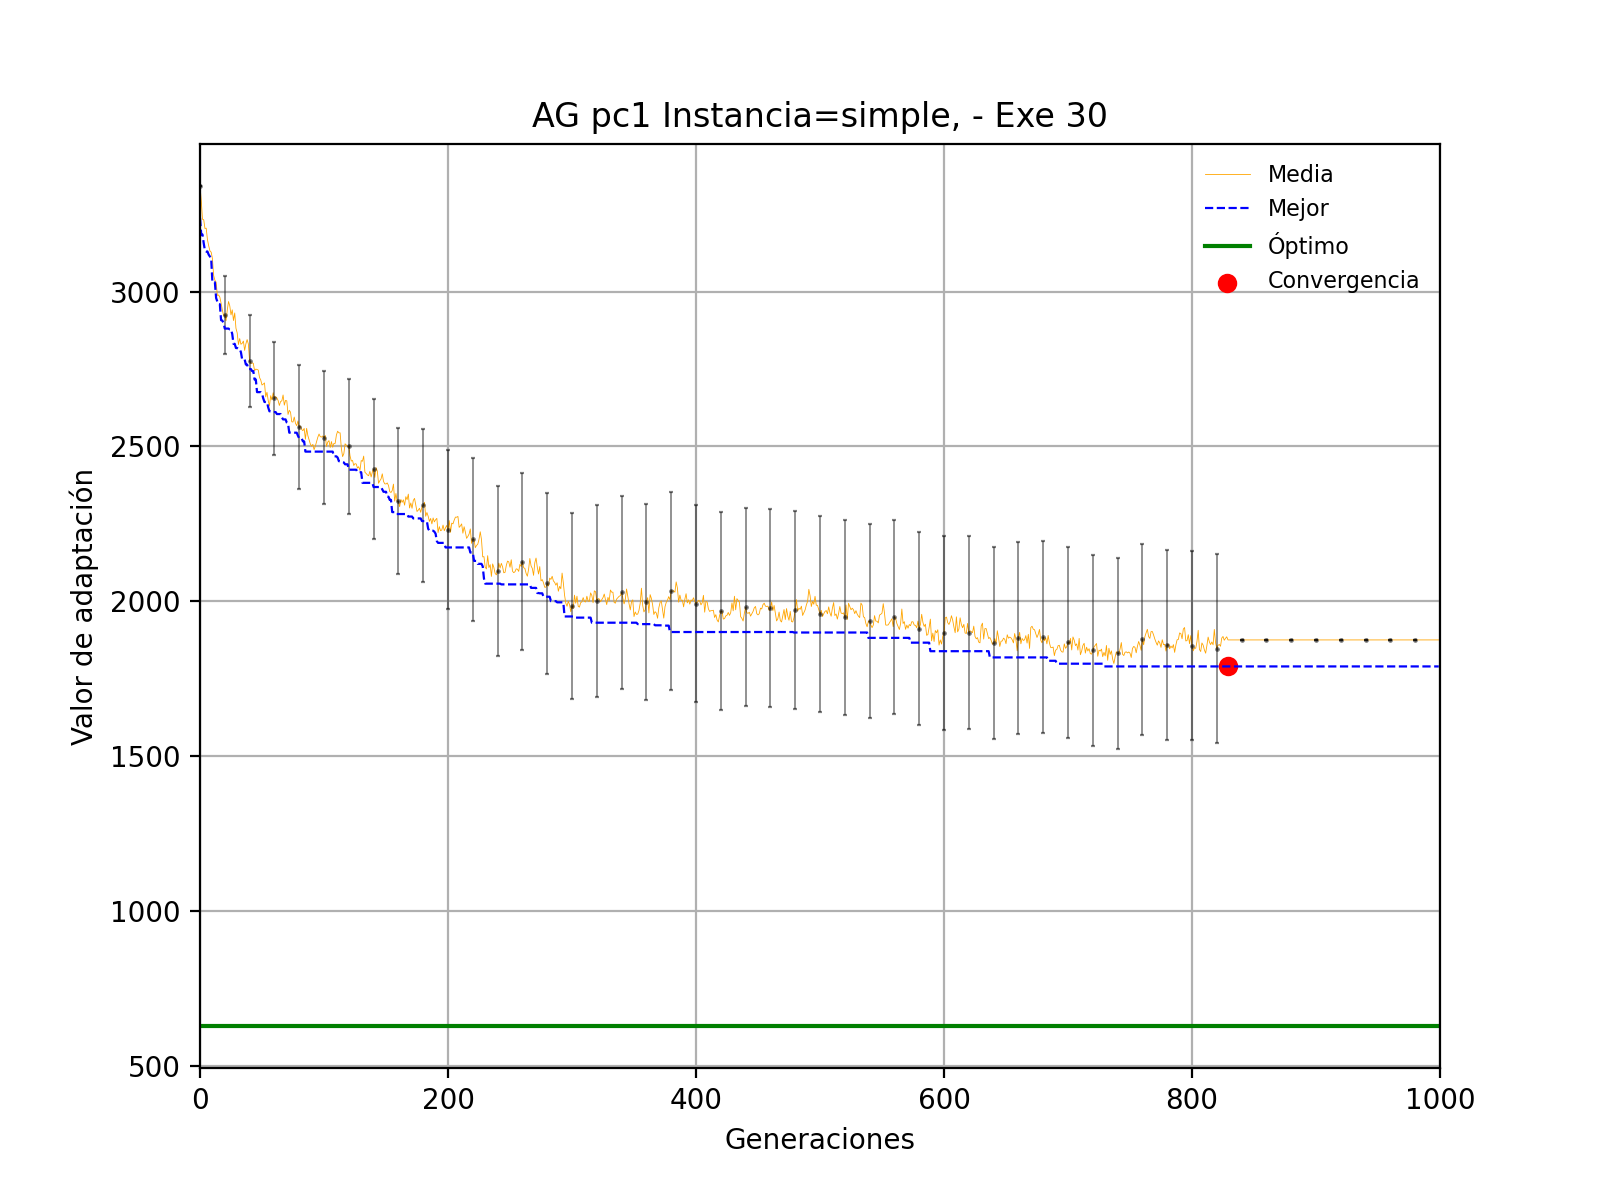 AG pc1 Instancia=simple, - Exe 30
Media
Mejor
Óptimo
Convergencia
3000
2500
2000
1500
1000
500
Valor de adaptación
0
200
400
600
800
1000
Generaciones